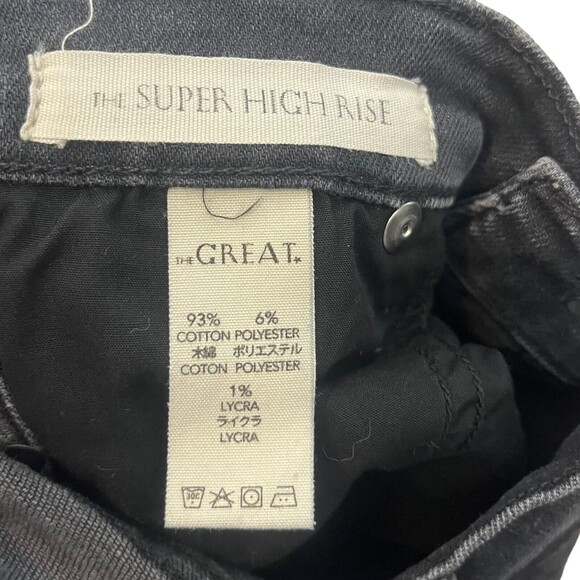 THE SUPER HIGH RISE
THE GREAT.
93% 6%
COTTON POLYESTER
木綿 ポリエステル
COTON POLYESTER
1%
LYCRA
ライクラ
LYCRA
30C